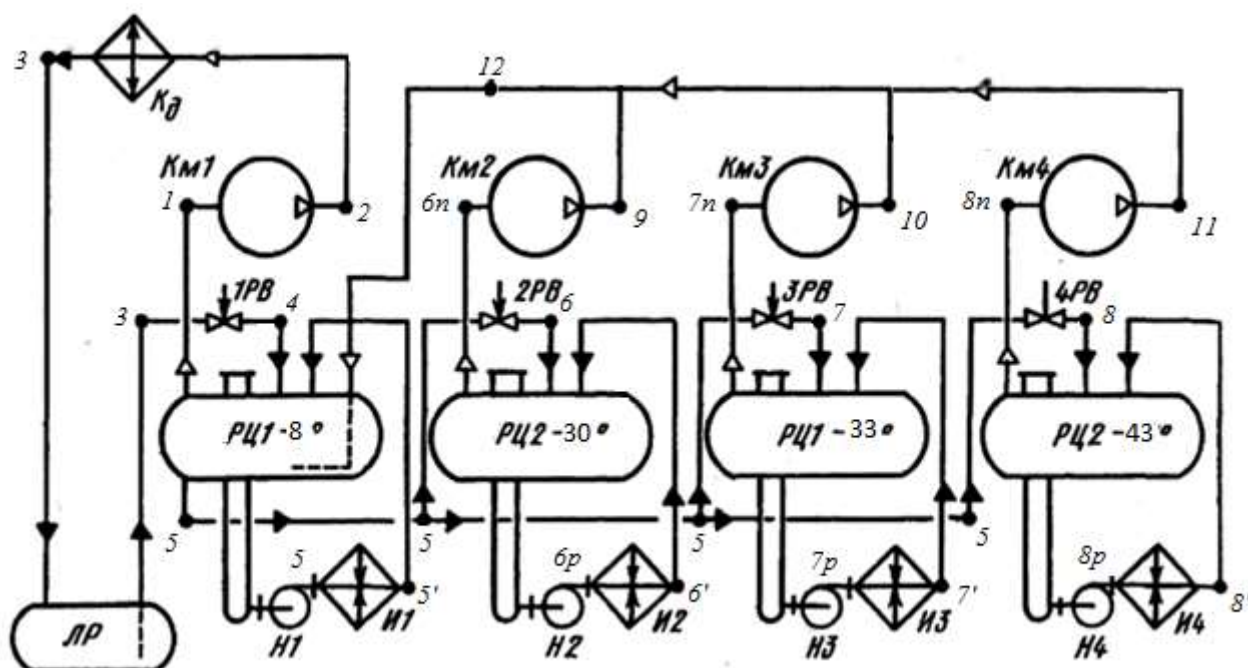 3
Кд
12
Км1
Км2
Км3
Км4
1
2
6п
9
7п
10
8п
11
1РВ
2РВ
3РВ
4РВ
3
4
6
7
8
РЦ1 -8°
РЦ2 -30°
РЦ1 -33°
РЦ2 -43°
5
5
5
5
5
6р
7р
8р
5'
6'
7'
8'
ЛР
Н1
И1
Н2
И2
Н3
И3
Н4
И4